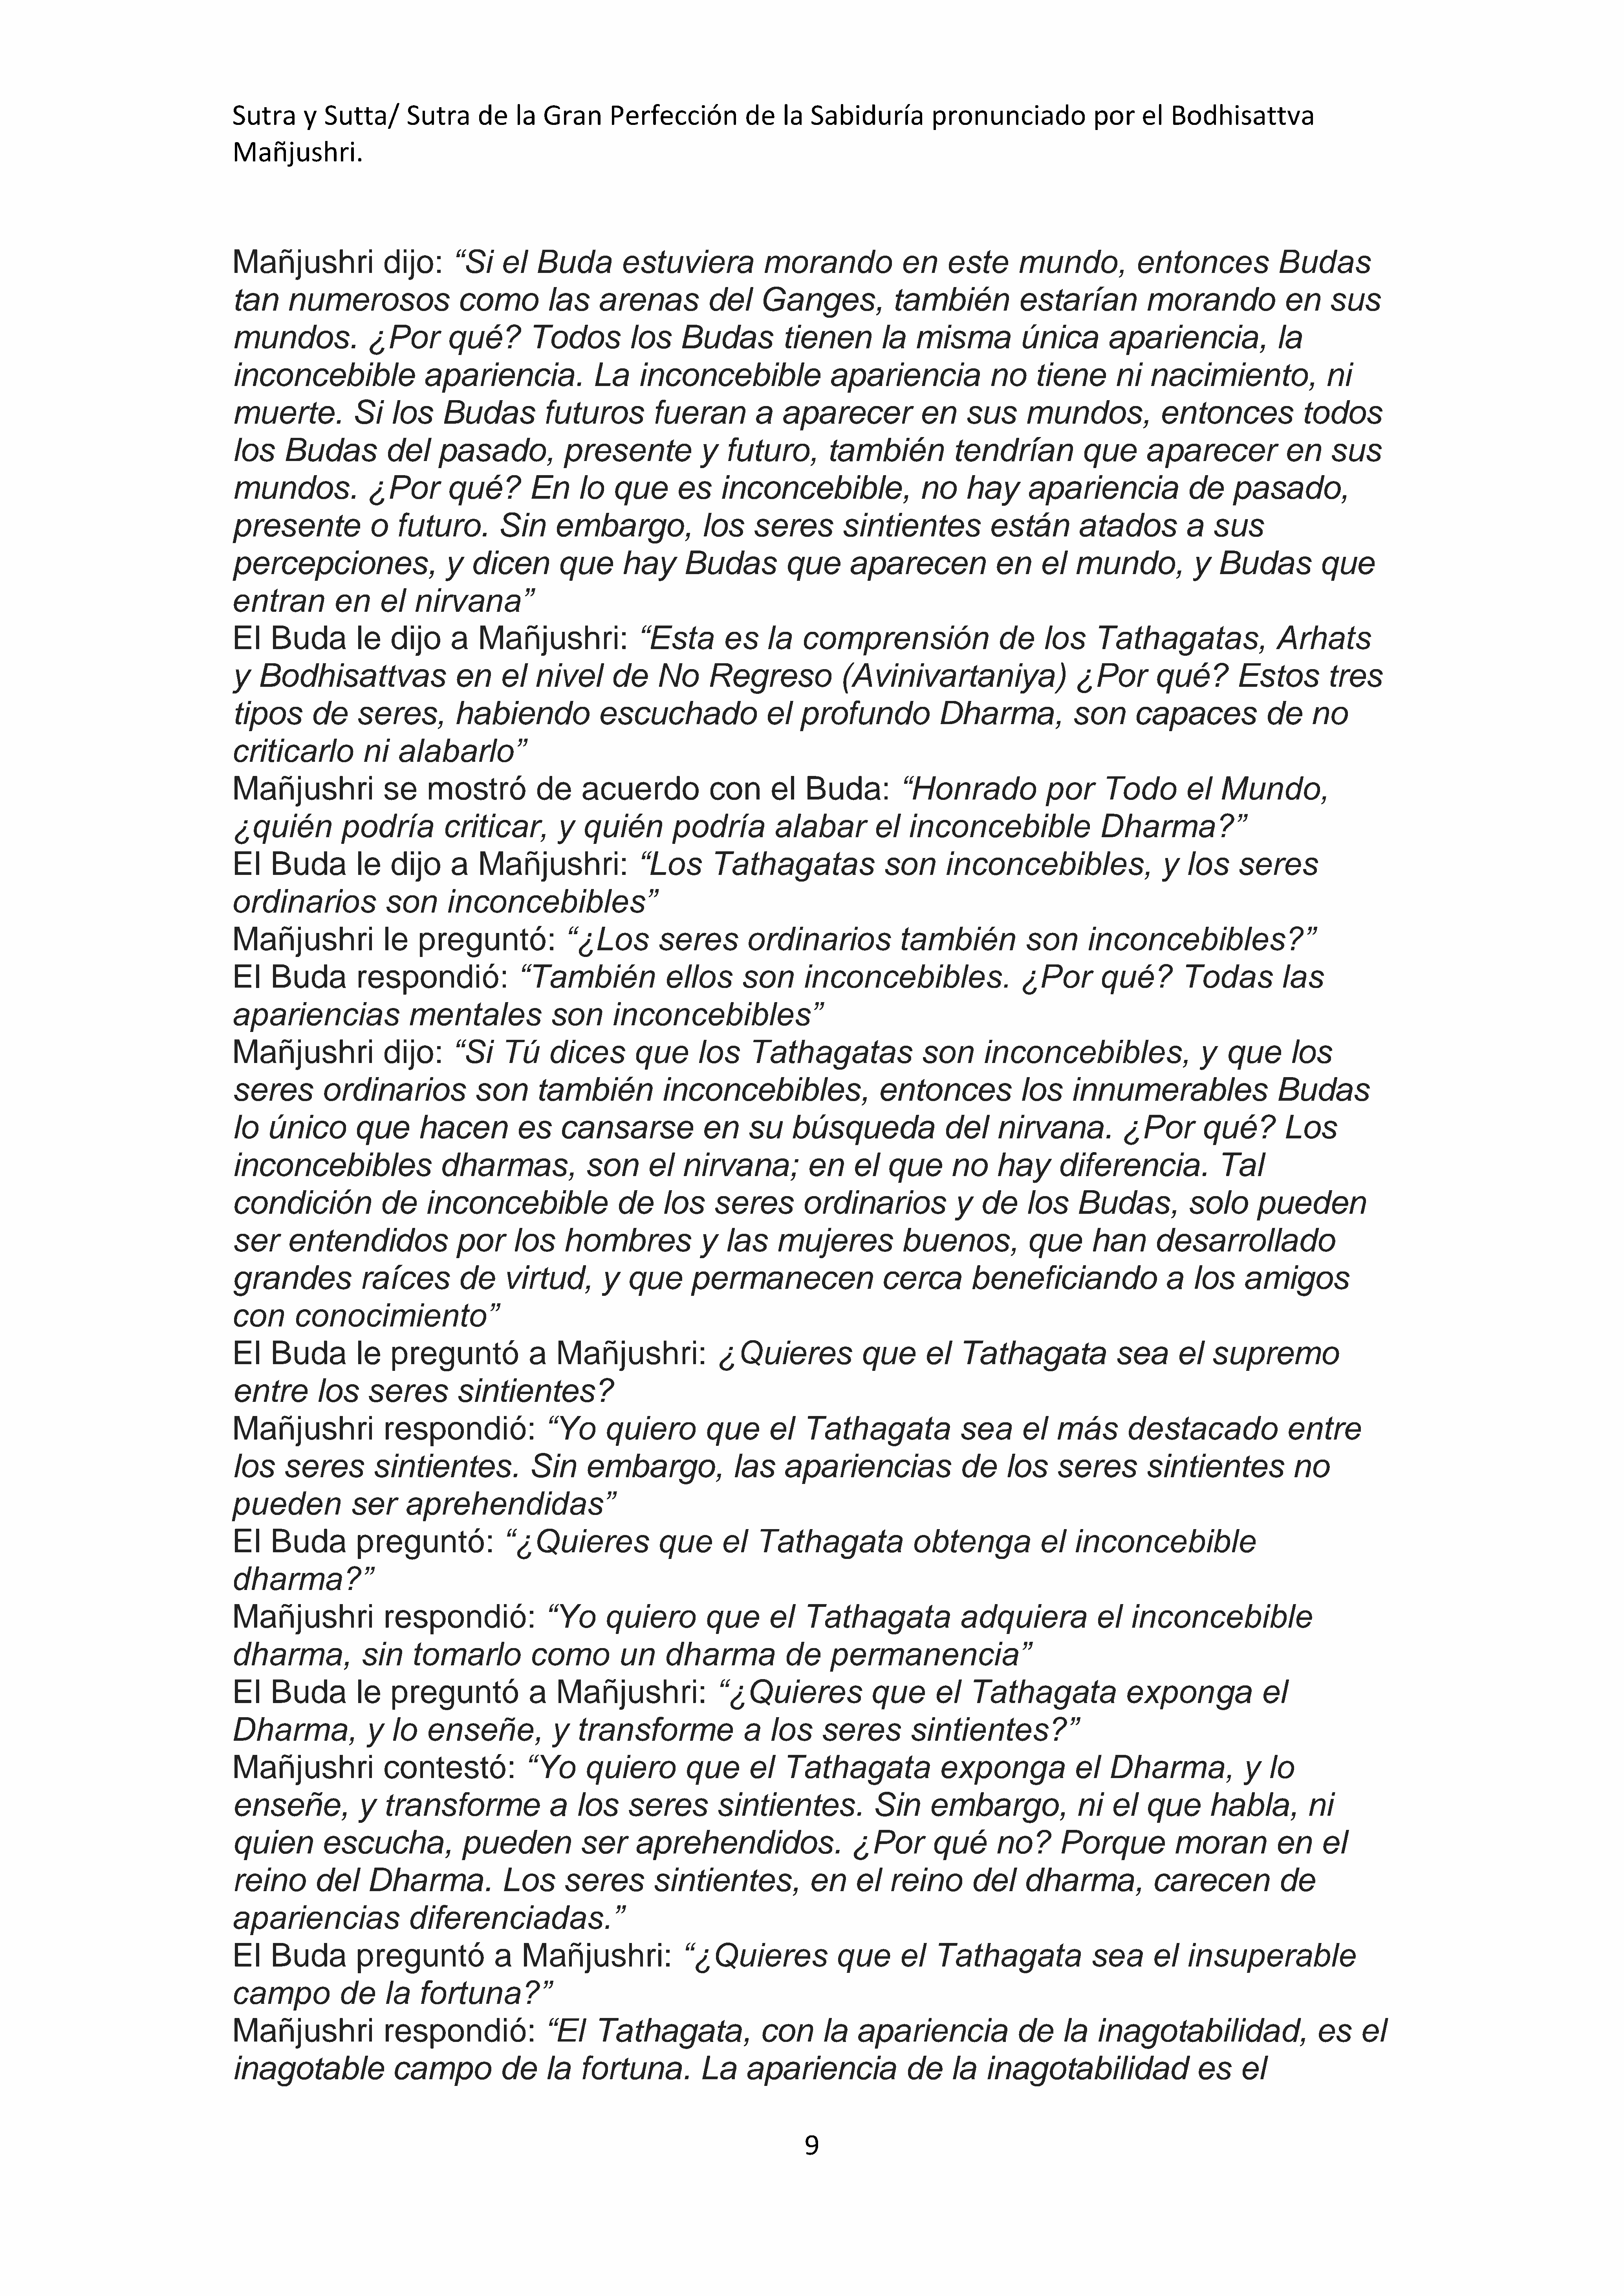 Sutra y Sutta/ Sutra de la Gran Perfección de la Sabiduría pronunciado por el Bodhisattva
Mañjushri.
Mañjushri dijo: “Si el Buda estuviera morando en este mundo, entonces Budas
tan numerosos como las arenas del Ganges, también estarían morando en sus
mundos. ¿Por qué? Todos los Budas tienen la misma única apariencia, la
inconcebible apariencia. La inconcebible apariencia no tiene ni nacimiento, ni
muerte. Si los Budas futuros fueran a aparecer en sus mundos, entonces todos
los Budas del pasado, presente y futuro, también tendrían que aparecer en sus
mundos. ¿Por qué? En lo que es inconcebible, no hay apariencia de pasado,
presente o futuro. Sin embargo, los seres sintientes están atados a sus
percepciones, y dicen que hay Budas que aparecen en el mundo, y Budas que
entran en el nirvana”
El Buda le dijo a Mañjushri: “Esta es la comprensión de los Tathagatas, Arhats
y Bodhisattvas en el nivel de No Regreso (Avinivartaniya) ¿Por qué? Estos tres
tipos de seres, habiendo escuchado el profundo Dharma, son capaces de no
criticarlo ni alabarlo”
Mañjushri se mostró de acuerdo con el Buda: “Honrado por Todo el Mundo,
¿quién podría criticar, y quién podría alabar el inconcebible Dharma?”
El Buda le dijo a Mañjushri: “Los Tathagatas son inconcebibles, y los seres
ordinarios son inconcebibles”
Mañjushri le preguntó: “¿Los seres ordinarios también son inconcebibles?”
El Buda respondió: “También ellos son inconcebibles. ¿Por qué? Todas las
apariencias mentales son inconcebibles”
Mañjushri dijo: “Si Tú dices que los Tathagatas son inconcebibles, y que los
seres ordinarios son también inconcebibles, entonces los innumerables Budas
lo único que hacen es cansarse en su búsqueda del nirvana. ¿Por qué? Los
inconcebibles dharmas, son el nirvana; en el que no hay diferencia. Tal
condición de inconcebible de los seres ordinarios y de los Budas, solo pueden
ser entendidos por los hombres y las mujeres buenos, que han desarrollado
grandes raíces de virtud, y que permanecen cerca beneficiando a los amigos
con conocimiento”
El Buda le preguntó a Mañjushri: ¿Quieres que el Tathagata sea el supremo
entre los seres sintientes?
Mañjushri respondió: “Yo quiero que el Tathagata sea el más destacado entre
los seres sintientes. Sin embargo, las apariencias de los seres sintientes no
pueden ser aprehendidas”
El Buda preguntó: “¿Quieres que el Tathagata obtenga el inconcebible
dharma?”
Mañjushri respondió: “Yo quiero que el Tathagata adquiera el inconcebible
dharma, sin tomarlo como un dharma de permanencia”
El Buda le preguntó a Mañjushri: “¿Quieres que el Tathagata exponga el
Dharma, y lo enseñe, y transforme a los seres sintientes?”
Mañjushri contestó: “Yo quiero que el Tathagata exponga el Dharma, y lo
enseñe, y transforme a los seres sintientes. Sin embargo, ni el que habla, ni
quien escucha, pueden ser aprehendidos. ¿Por qué no? Porque moran en el
reino del Dharma. Los seres sintientes, en el reino del dharma, carecen de
apariencias diferenciadas.”
El Buda preguntó a Mañjushri: “¿Quieres que el Tathagata sea el insuperable
campo de la fortuna?”
Mañjushri respondió: “El Tathagata, con la apariencia de la inagotabilidad, es el
inagotable campo de la fortuna. La apariencia de la inagotabilidad es el
9